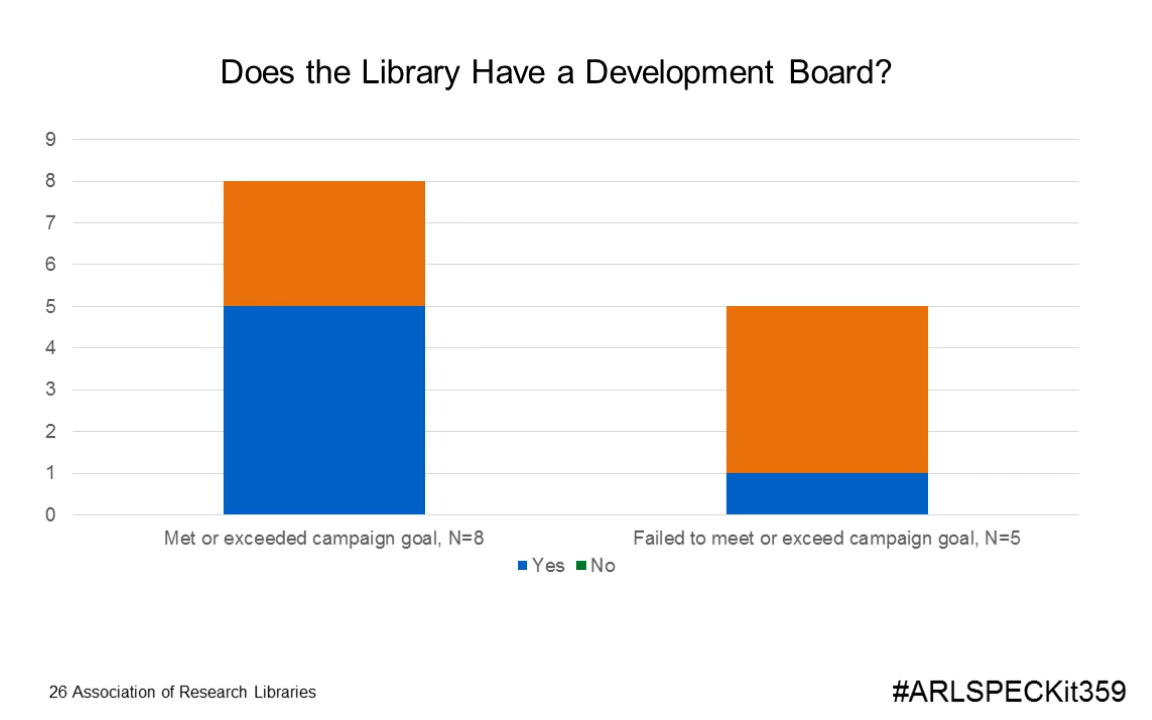 Does the Library Have a Development Board?
9
8
7
6
5
4
3
2
1
0
Met or exceeded campaign goal, N=8
Failed to meet or exceed campaign goal, N=5
Yes No
26 Association of Research Libraries
#ARLSPECKit359